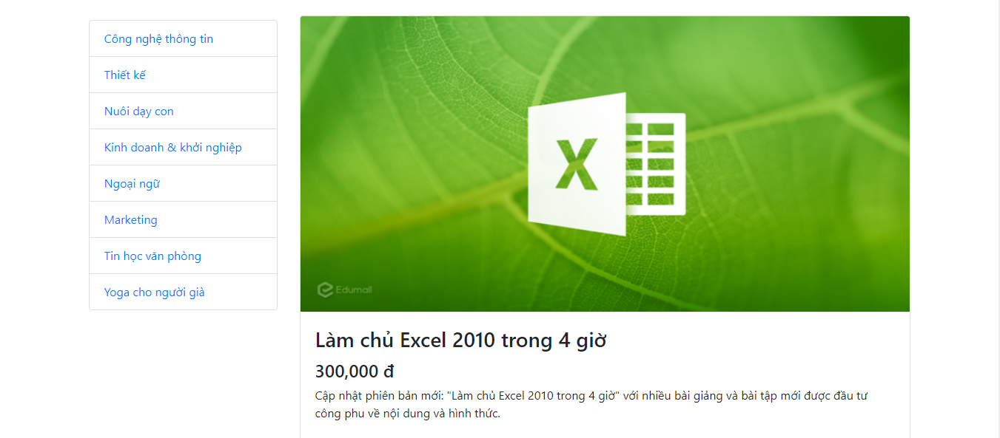 Công nghệ thông tin
Thiết kế
Nuôi dạy con
Kinh doanh & khởi nghiệp
Ngoại ngữ
Marketing
Tin học văn phòng
Yoga cho người già
X
Edumall
Làm chủ Excel 2010 trong 4 giờ
300,000 đ
Cập nhật phiên bản mới: "Làm chủ Excel 2010 trong 4 giờ" với nhiều bài giảng và bài tập mới được đầu tư
công phu về nội dung và hình thức.